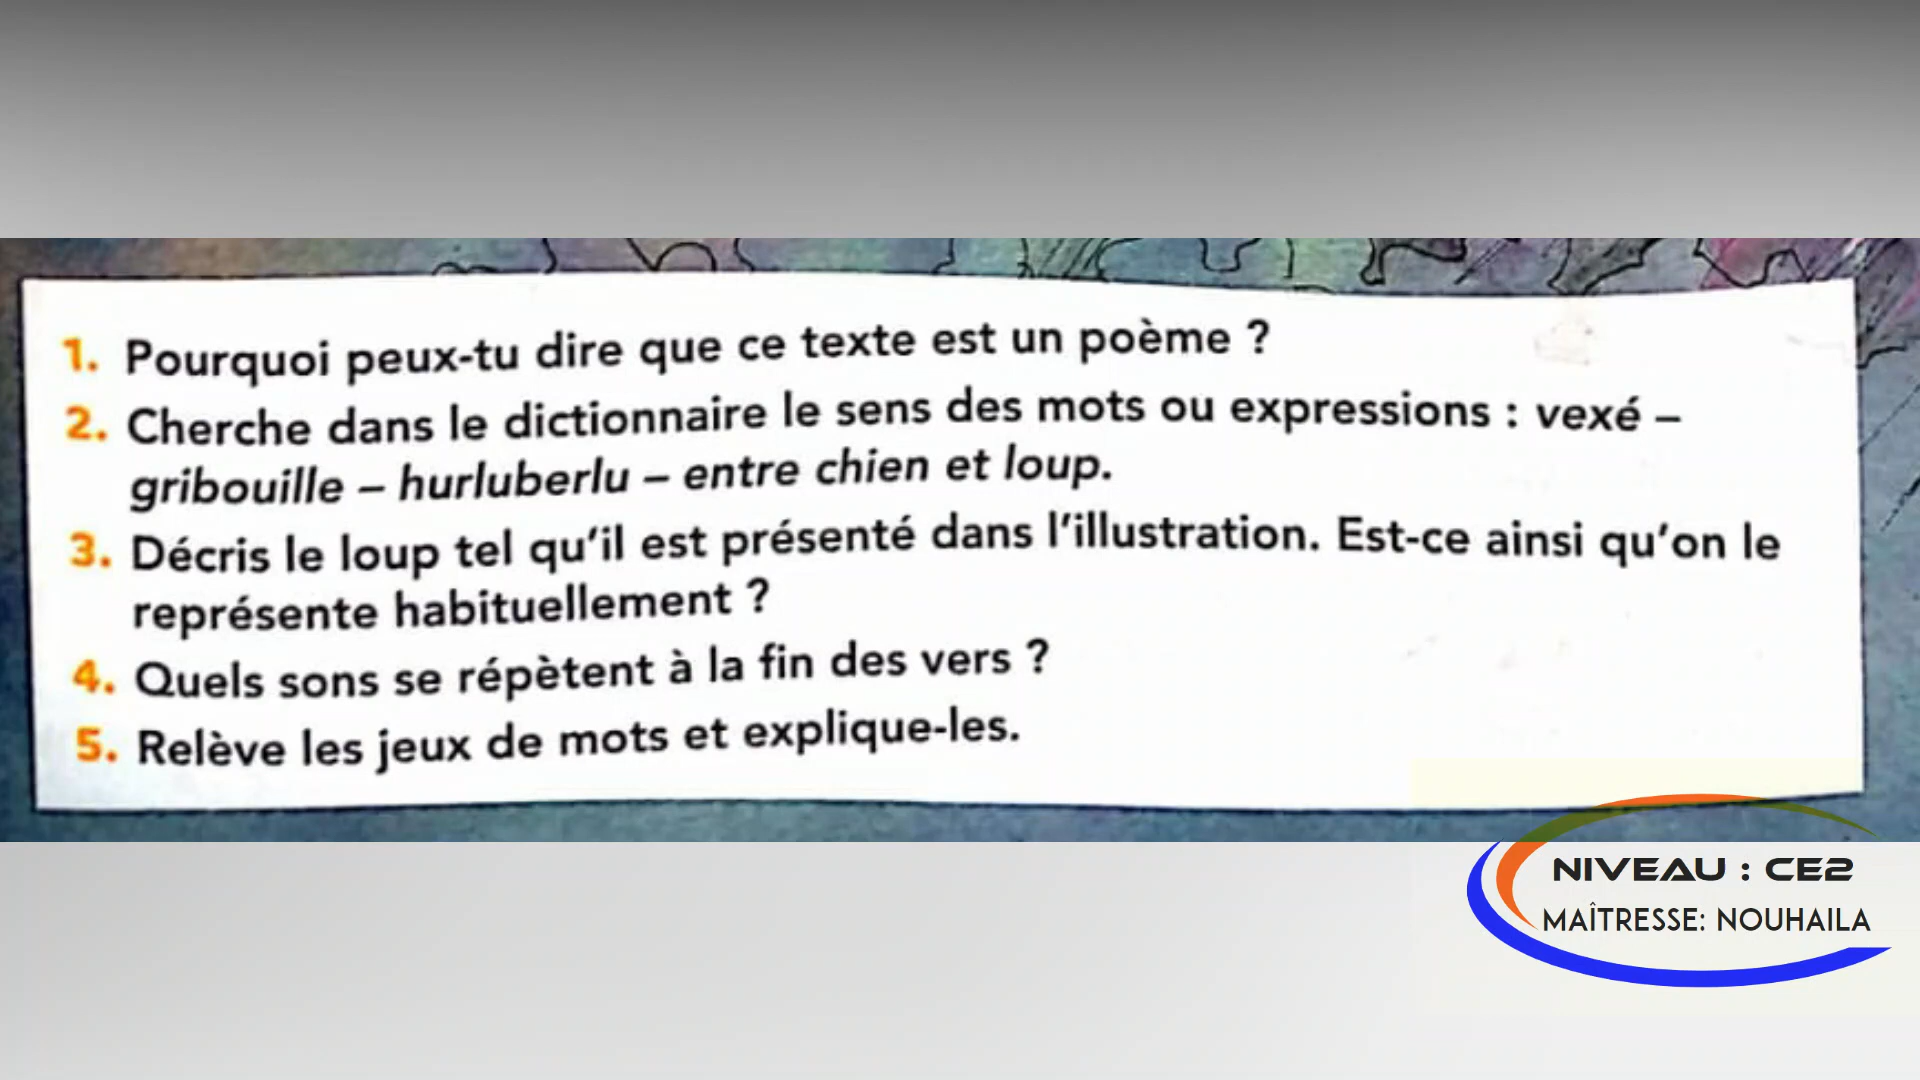 1. Pourquoi peux-tu dire que ce texte est un poème ?
2. Cherche dans le dictionnaire le sens des mots ou expressions : vexé –
gribouille – hurluberlu – entre chien et loup.
3. Décris le loup tel qu'il est présenté dans l'illustration. Est-ce ainsi qu'on le
représente habituellement ?
4. Quels sons se répètent à la fin des vers ?
5. Relève les jeux de mots et explique-les.
NIVEAU : CE2
MAÎTRESSE: NOUHAILA